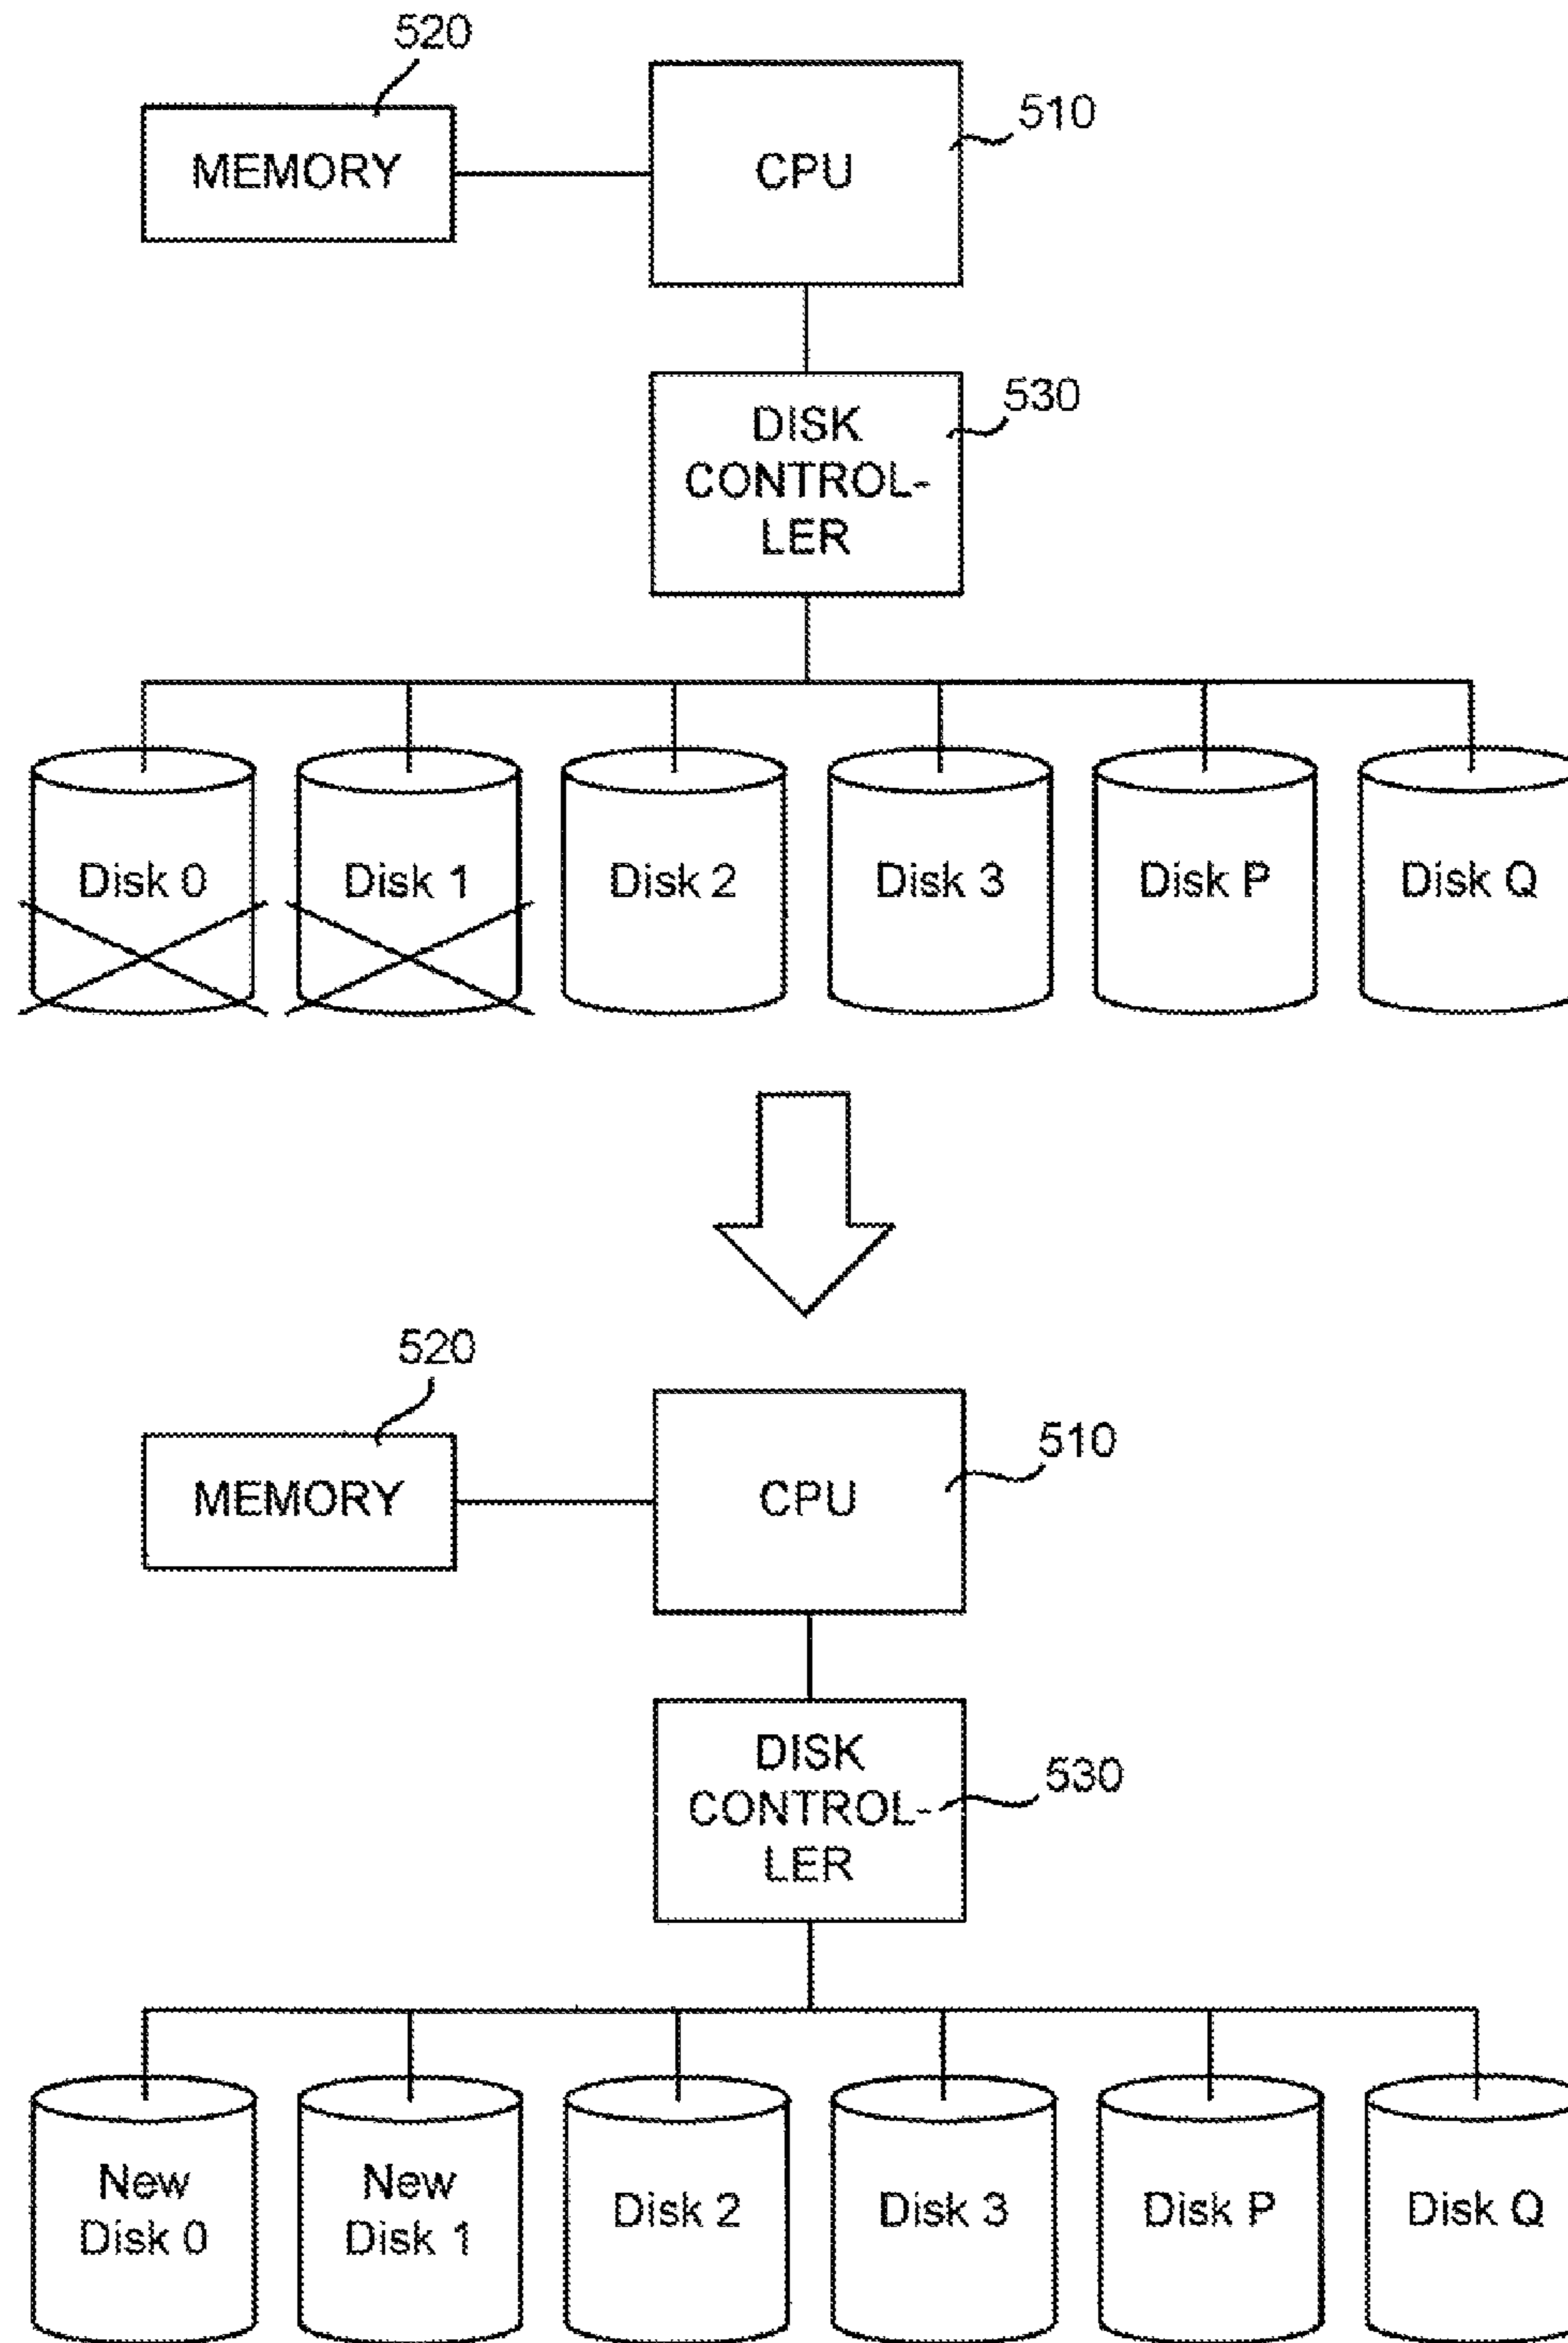 520
510
MEMORY
CPU
530
DISK
CONTROL-
LER
Disk 0
Disk 1
Disk 2
Disk 3
Disk P
Disk Q
520
510
MEMORY
CPU
530
DISK
CONTROL-
LER
New
Disk 0
New
Disk 1
Disk 2
Disk 3
Disk P
Disk Q